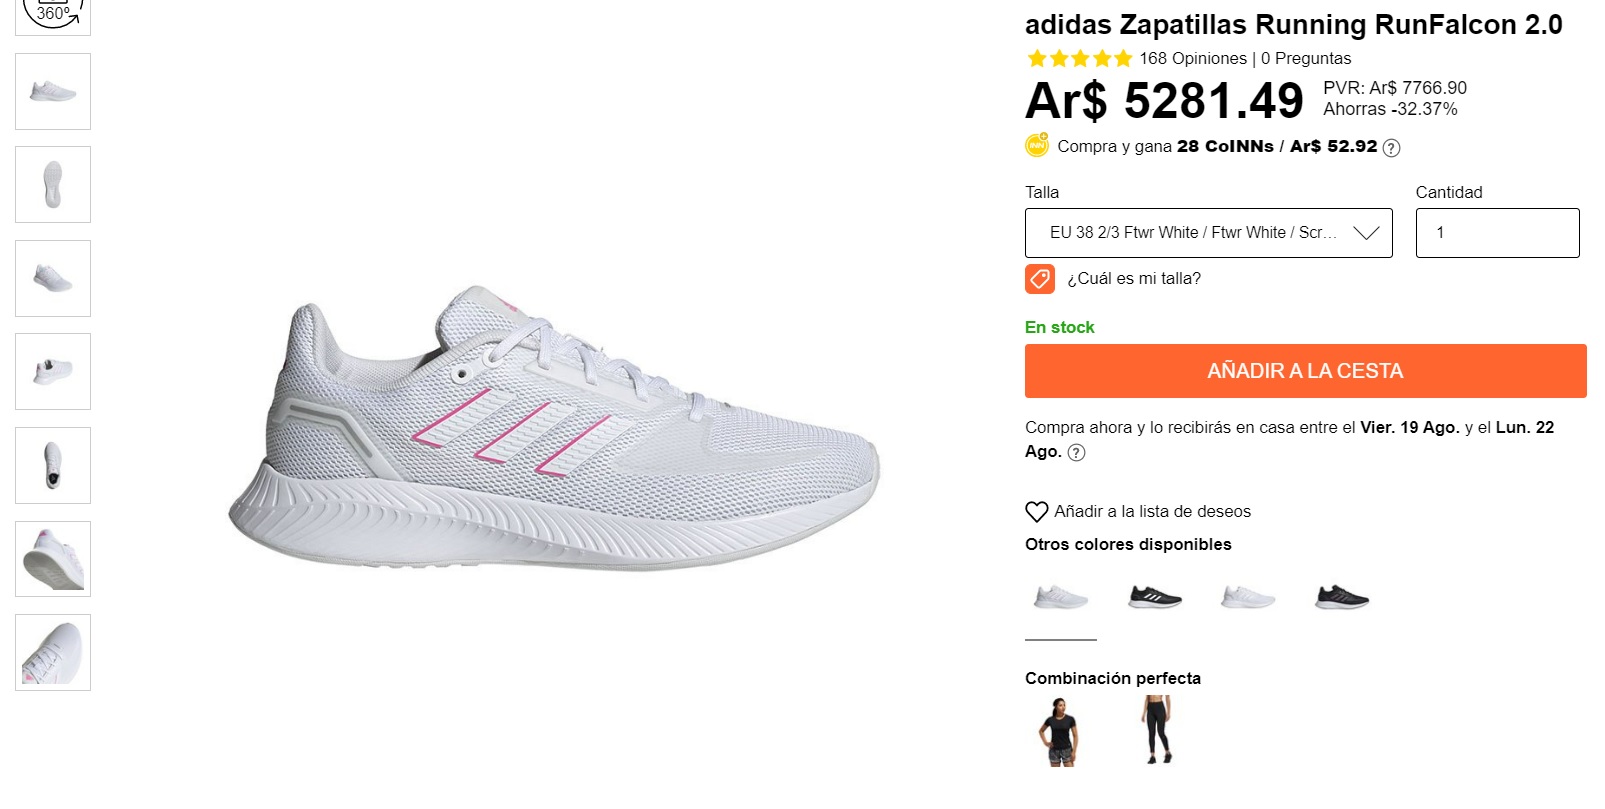 360º
adidas Zapatillas Running RunFalcon 2.0
168 Opiniones | 0 Preguntas
Ar$ 5281.49
PVR: Ar$ 7766.90
Ahorras -32.37%
INN
Compra y gana 28 CoINNs / Ar$ 52.92 ?
Talla
Cantidad
EU 38 2/3 Ftwr White / Ftwr White / Scr...
1
¿Cuál es mi talla?
En stock
AÑADIR A LA CESTA
Compra ahora y lo recibirás en casa entre el Vier. 19 Ago. y el Lun. 22
Ago. ?
Añadir a la lista de deseos
Otros colores disponibles
Combinación perfecta